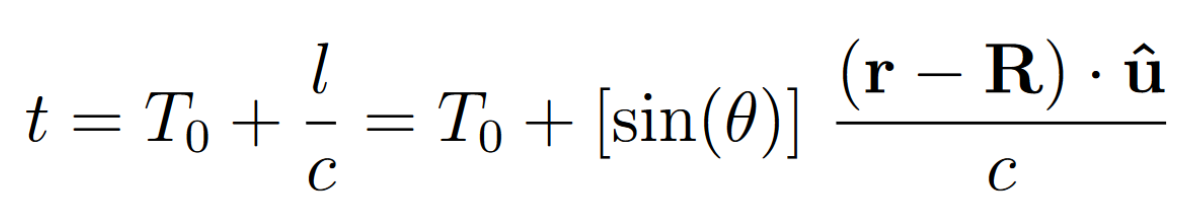 t = T₀ + l/c = T₀ + [sin(θ)] (r − R) · û/c